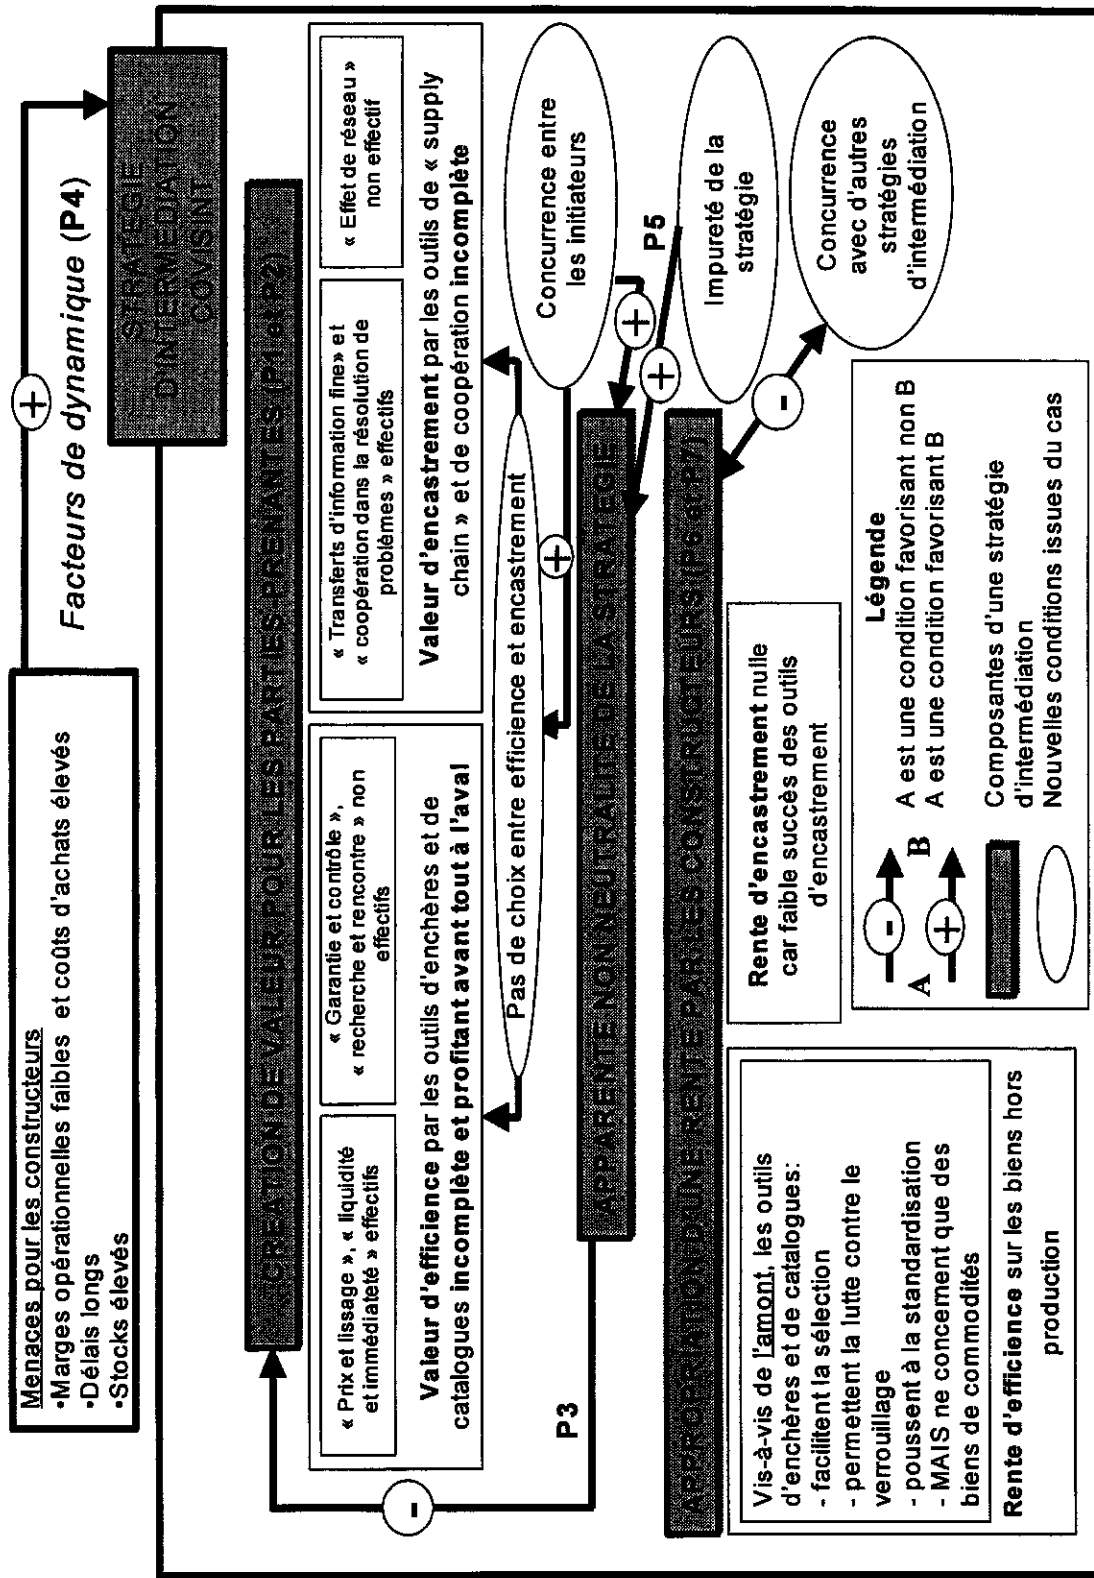 Menaces pour les constructeurs
•Marges opérationnelles faibles et coûts d'achats élevés
•Délais longs
•Stocks élevés
+
Facteurs de dynamique (P4)
STRATEGIE
D'INTERMEDIATION
COVISINT
CREATION DE VALEUR POUR LES PARTIES-PRENANTES (P1 et P2)
« Prix et lissage », « liquidité
et immédiateté » effectifs
« Garantie et contrôle »,
« recherche et rencontre » non
effectifs
Valeur d'efficience par les outils d'enchères et de
catalogues incomplète et profitant avant tout à l'aval
« Transferts d'information fine» et
« coopération dans la résolution de
problèmes » effectifs
« Effet de réseau »
non effectif
Valeur d'encastrement par les outils de « supply
chain » et de coopération incomplète
Pas de choix entre efficience et encastrement
Concurrence entre
les initiateurs
+
+
P5
+
-
P3
APPARENTE NON NEUTRALITE DE LA STRATEGIE
Impureté de la
stratégie
APPROPRIATION D'UNE RENTE PAR LES CONSTRUCTEURS (P6 et P7)
-
Concurrence
avec d'autres
stratégies
d'intermédiation
Vis-à-vis de l'amont, les outils
d'enchères et de catalogues:
- facilitent la sélection
- permettent la lutte contre le
verrouillage
- poussent à la standardisation
- MAIS ne concernent que des
biens de commodités
Rente d'efficience sur les biens hors
production
Rente d'encastrement nulle
car faible succès des outils
d'encastrement
Légende
A - B A est une condition favorisant non B
+ A est une condition favorisant B
Composantes d'une stratégie
d'intermédiation
Nouvelles conditions issues du cas